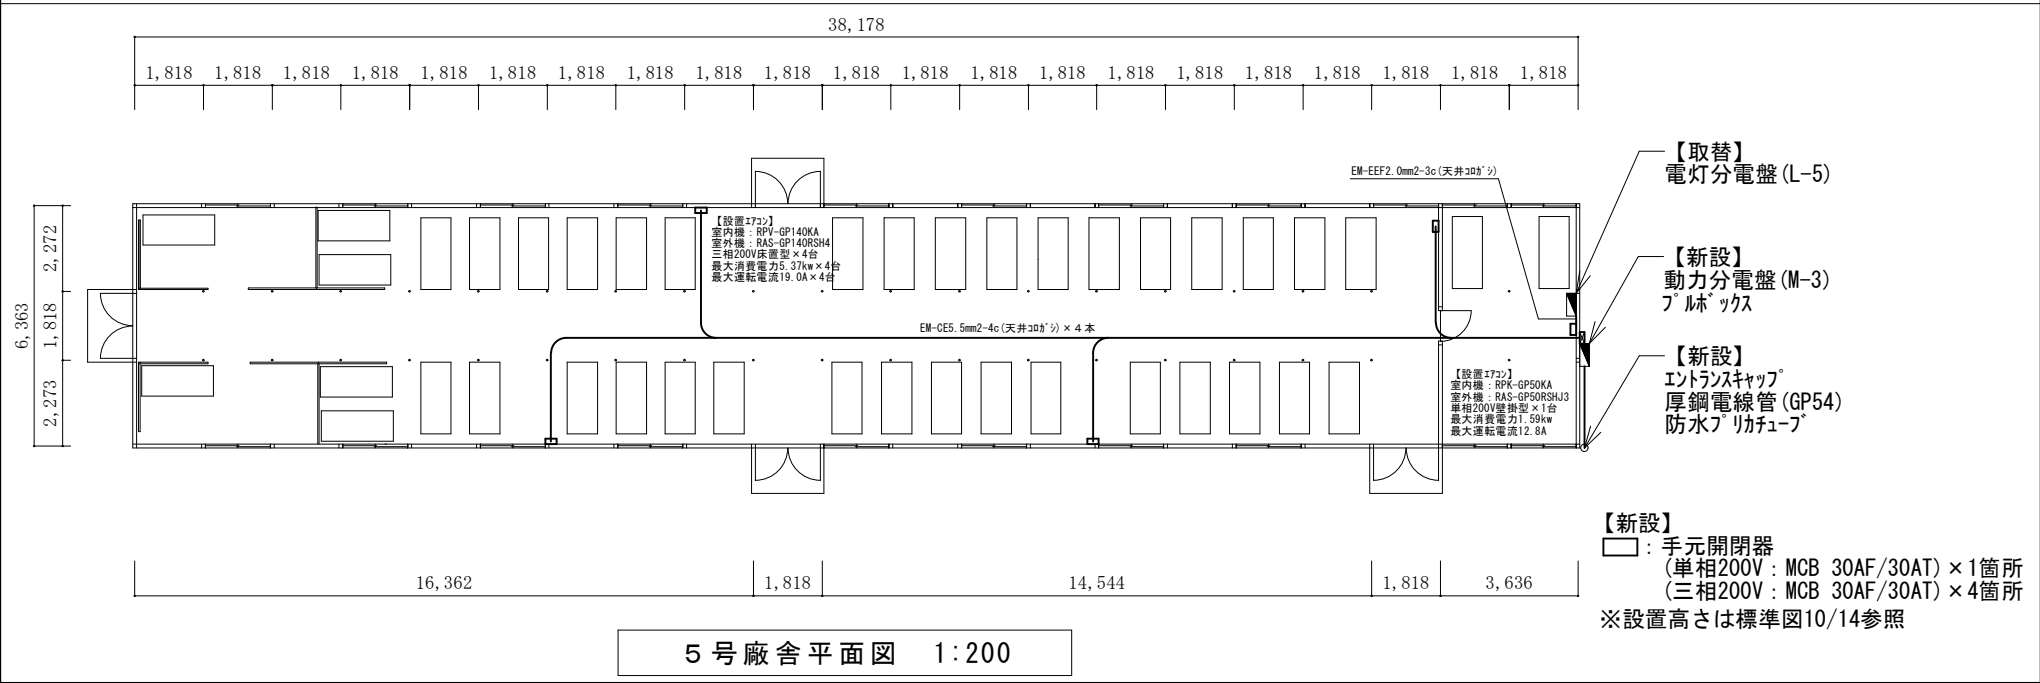 38,178
1,818 1,818 1,818 1,818 1,818 1,818 1,818 1,818 1,818 1,818 1,818 1,818 1,818 1,818 1,818 1,818 1,818 1,818 1,818 1,818 1,818
【取替】
電灯分電盤(L-5)
EM-EEF2.0mm2-3c(天井ｺﾛｶﾞｼ)
【設置ｴｱｺﾝ】
室内機：RPV-GP140KA
室外機：RAS-GP140RSH4
三相200V床置型×4台
最大消費電力5.37kw×4台
最大運転電流19.0A×4台
【新設】
動力分電盤(M-3)
ﾌﾟﾙﾎﾞｯｸｽ
6,363
2,272
1,818
2,273
EM-CE5.5mm2-4c(天井ｺﾛｶﾞｼ)×４本
【新設】
ｴﾝﾄﾗﾝｽｷｬｯﾌﾟ
厚鋼電線管(GP54)
防水ﾌﾟﾘｶﾁｭｰﾌﾞ
【設置ｴｱｺﾝ】
室内機：RPK-GP50KA
室外機：RAS-GP50RSHJ3
単相200V壁掛型×1台
最大消費電力1.59kw
最大運転電流12.8A
【新設】
：手元開閉器
(単相200V：MCB 30AF/30AT)×1箇所
(三相200V：MCB 30AF/30AT)×4箇所
※設置高さは標準図10/14参照
16,362 1,818 14,544 1,818 3,636
５号廠舎平面図 1:200